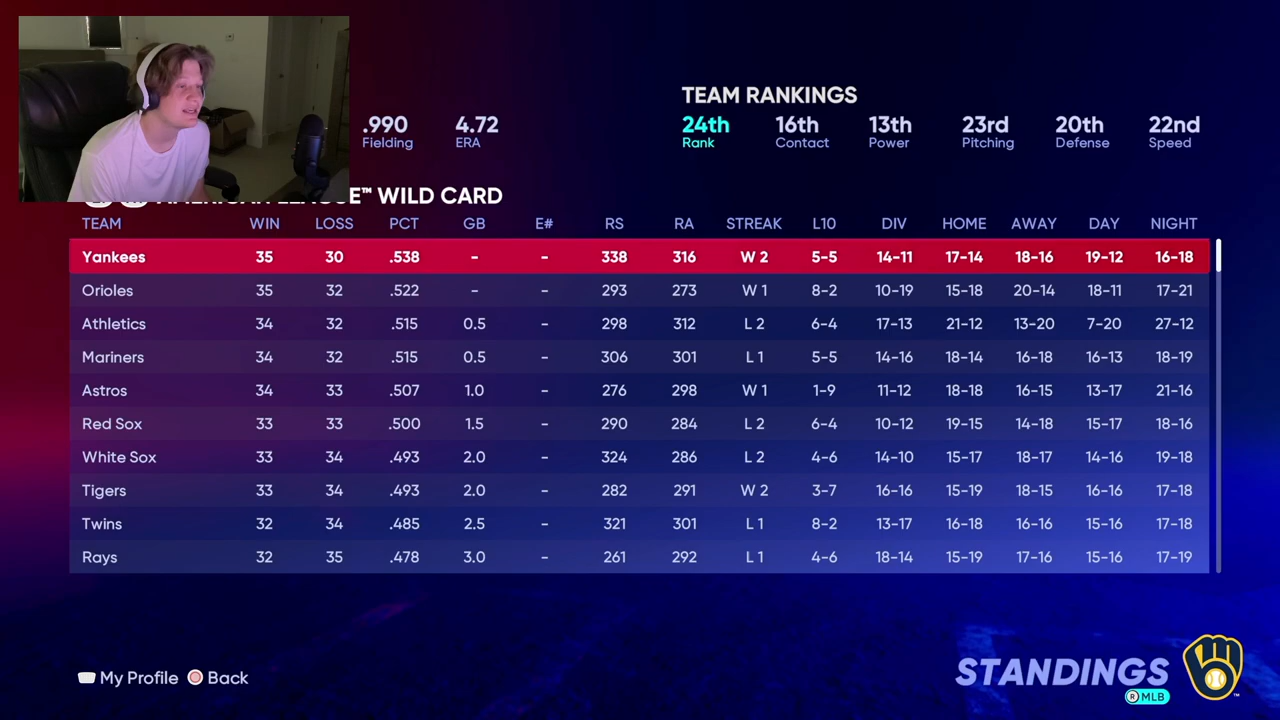 TEAM RANKINGS
.990 4.72 24th 16th 13th 23rd 20th 22nd
Fielding ERA Rank Contact Power Pitching Defense Speed
AMERICAN LEAGUE™ WILD CARD
TEAM WIN LOSS PCT GB E# RS RA STREAK L10 DIV HOME AWAY DAY NIGHT
Yankees 35 30 .538 - - 338 316 W 2 5-5 14-11 17-14 18-16 19-12 16-18
Orioles 35 32 .522 - - 293 273 W 1 8-2 10-19 15-18 20-14 18-11 17-21
Athletics 34 32 .515 0.5 - 298 312 L 2 6-4 17-13 21-12 13-20 7-20 27-12
Mariners 34 32 .515 0.5 - 306 301 L 1 5-5 14-16 18-14 16-18 16-13 18-19
Astros 34 33 .507 1.0 - 276 298 W 1 1-9 11-12 18-18 16-15 13-17 21-16
Red Sox 33 33 .500 1.5 - 290 284 L 2 6-4 10-12 19-15 14-18 15-17 18-16
White Sox 33 34 .493 2.0 - 324 286 L 2 4-6 14-10 15-17 18-17 14-16 19-18
Tigers 33 34 .493 2.0 - 282 291 W 2 3-7 16-16 15-19 18-15 16-16 17-18
Twins 32 34 .485 2.5 - 321 301 L 1 8-2 13-17 16-18 16-16 15-16 17-18
Rays 32 35 .478 3.0 - 261 292 L 1 4-6 18-14 15-19 17-16 15-16 17-19
My Profile Back
STANDINGS
R MLB